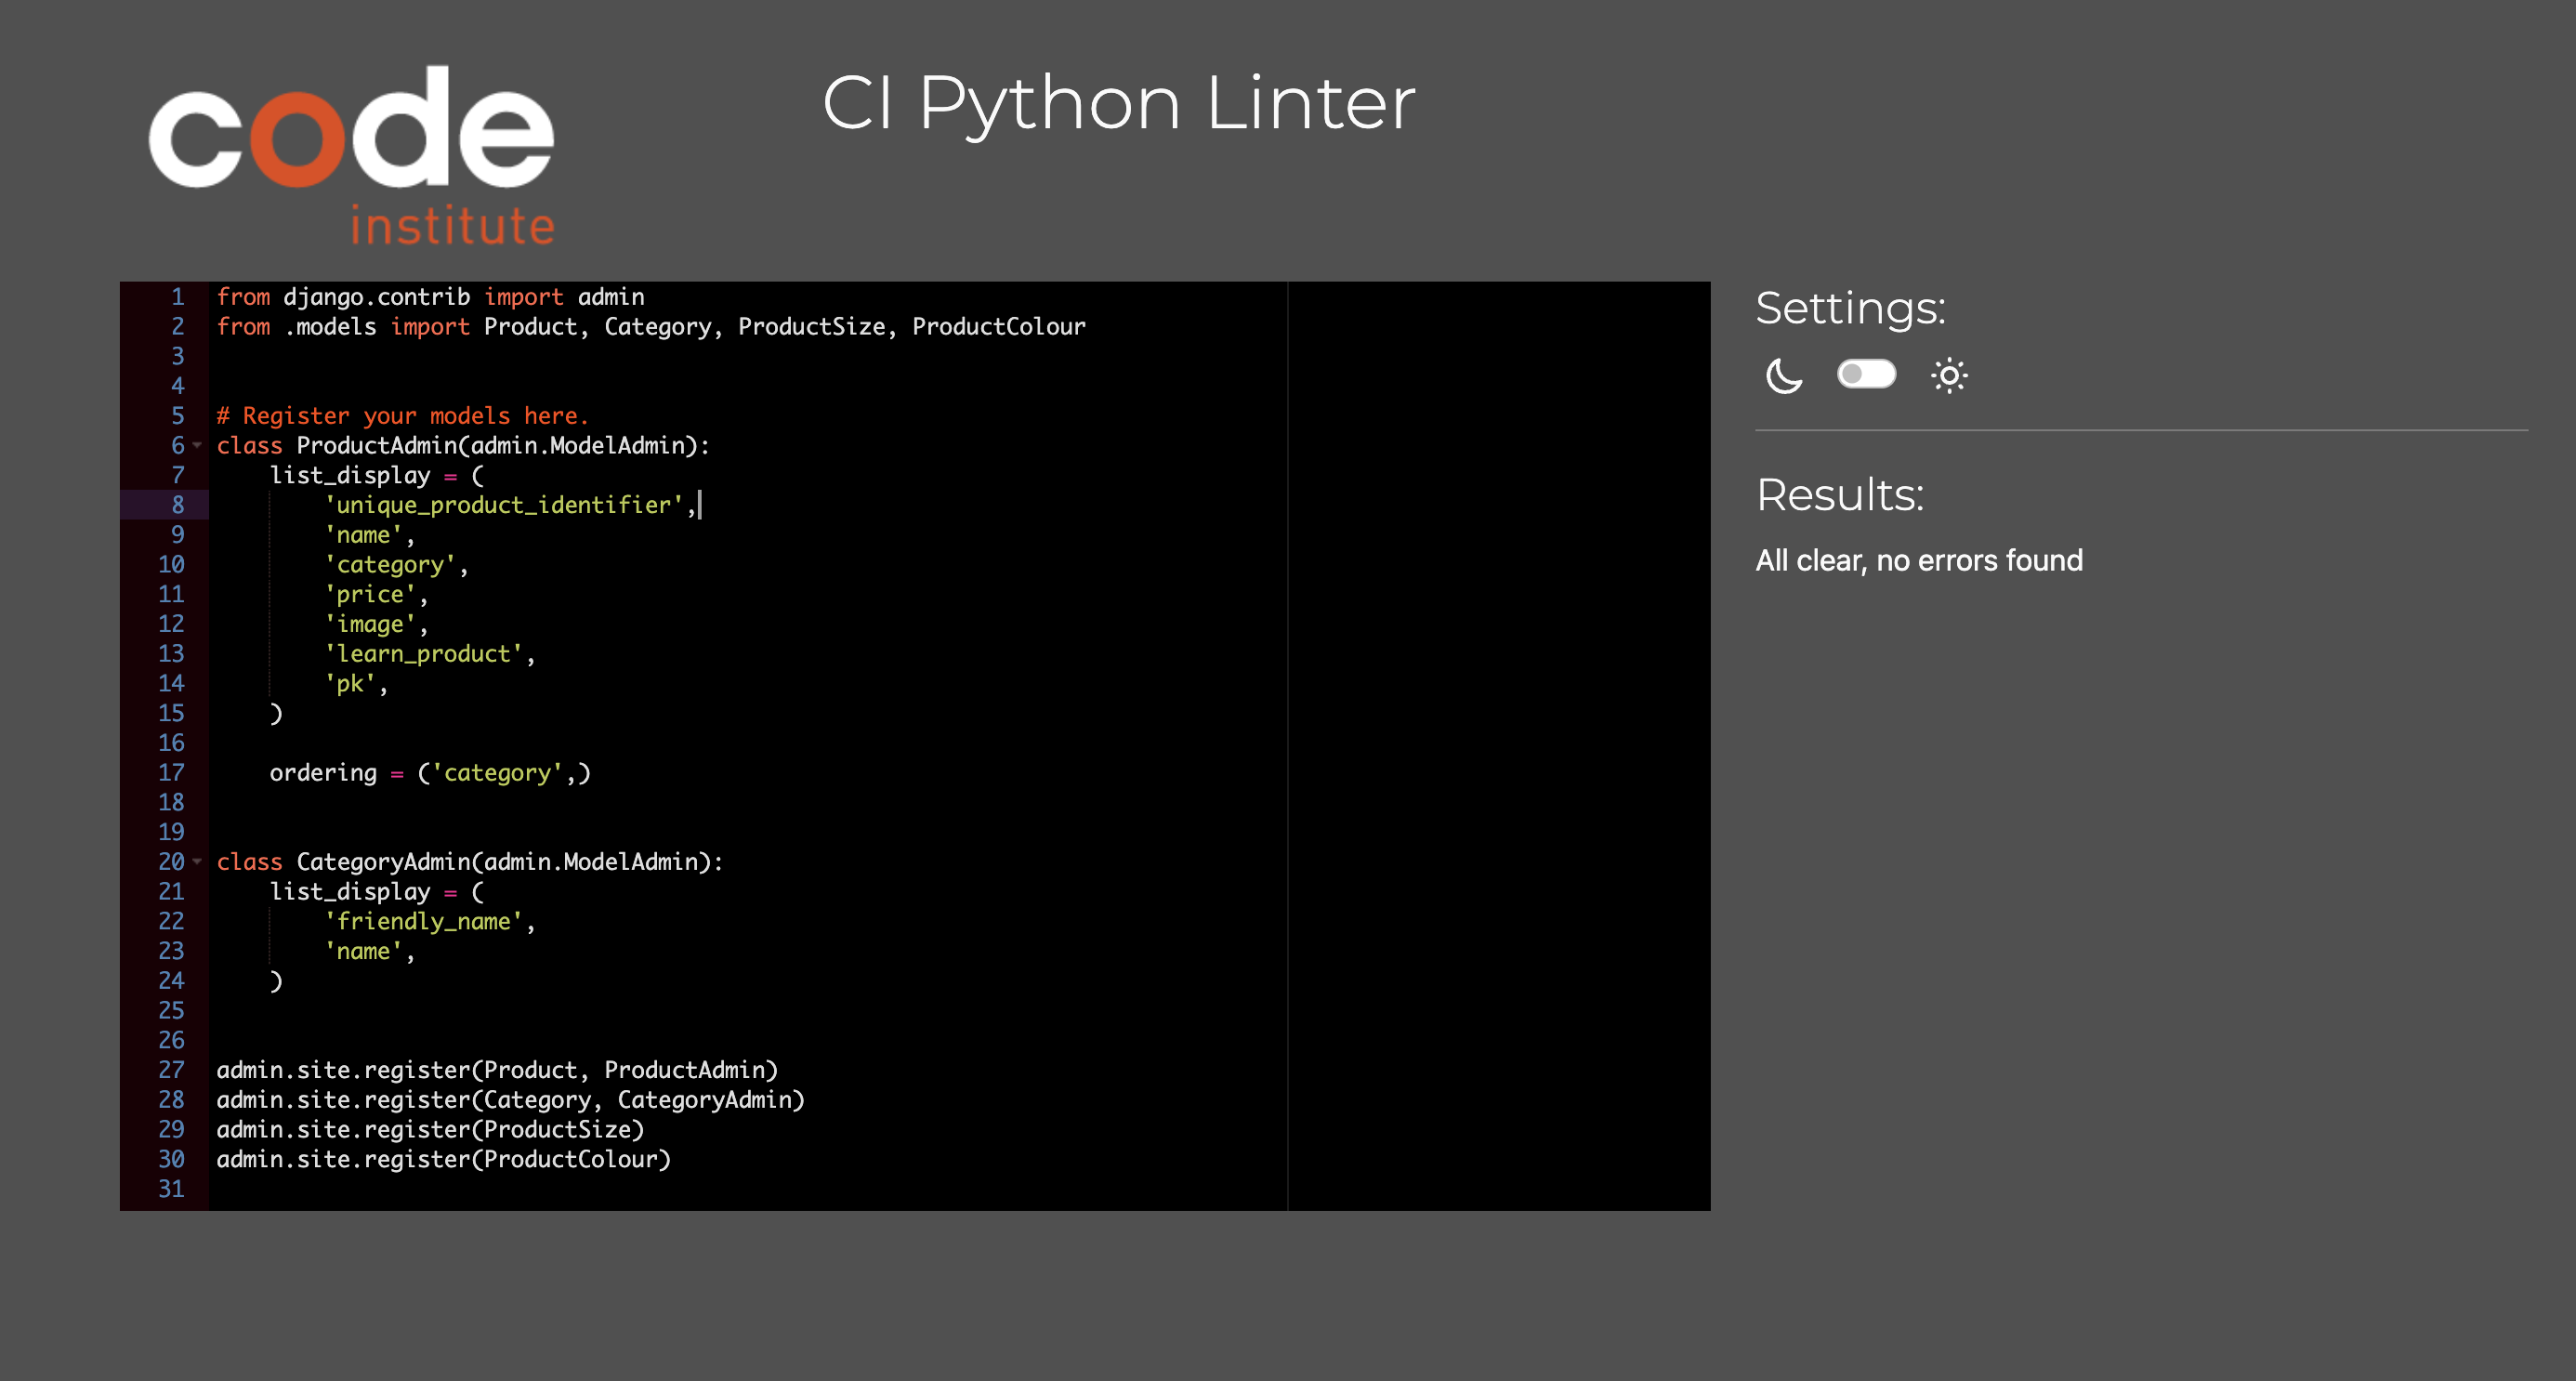 code
institute
CI Python Linter
1 from django.contrib import admin
2 from .models import Product, Category, ProductSize, ProductColour
3
4
5 # Register your models here.
6 class ProductAdmin(admin.ModelAdmin):
7     list_display = (
8         'unique_product_identifier',
9         'name',
10         'category',
11         'price',
12         'image',
13         'learn_product',
14         'pk',
15     )
16
17     ordering = ('category',)
18
19
20 class CategoryAdmin(admin.ModelAdmin):
21     list_display = (
22         'friendly_name',
23         'name',
24     )
25
26
27 admin.site.register(Product, ProductAdmin)
28 admin.site.register(Category, CategoryAdmin)
29 admin.site.register(ProductSize)
30 admin.site.register(ProductColour)
31
Settings:
Results:
All clear, no errors found